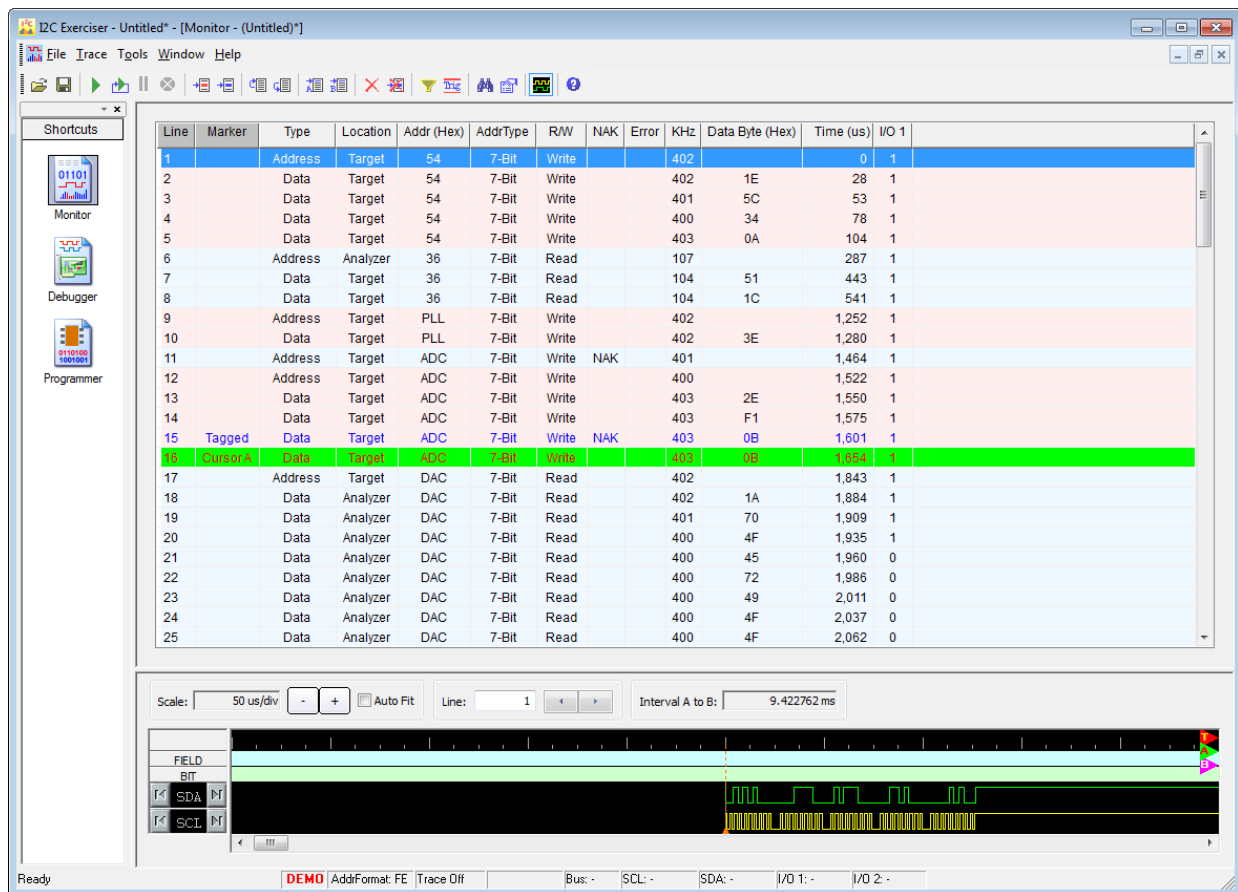 I2C Exerciser - Untitled* - [Monitor - (Untitled)*]
File Trace Tools Window Help
Shortcuts
Monitor
Debugger
Programmer
Line Marker Type Location Addr (Hex) AddrType R/W NAK Error KHz Data Byte (Hex) Time (us) I/O 1
1 Address Target 54 7-Bit Write 402 0 1
2 Data Target 54 7-Bit Write 402 1E 28 1
3 Data Target 54 7-Bit Write 401 5C 53 1
4 Data Target 54 7-Bit Write 400 34 78 1
5 Data Target 54 7-Bit Write 403 0A 104 1
6 Address Analyzer 36 7-Bit Read 107 287 1
7 Data Target 36 7-Bit Read 104 51 443 1
8 Data Target 36 7-Bit Read 104 1C 541 1
9 Address Target PLL 7-Bit Write 402 1,252 1
10 Data Target PLL 7-Bit Write 402 3E 1,280 1
11 Address Target ADC 7-Bit Write NAK 401 1,464 1
12 Address Target ADC 7-Bit Write 400 1,522 1
13 Data Target ADC 7-Bit Write 403 2E 1,550 1
14 Data Target ADC 7-Bit Write 403 F1 1,575 1
15 Tagged Data Target ADC 7-Bit Write NAK 403 0B 1,601 1
16 Cursor A Data Target ADC 7-Bit Write 403 0B 1,654 1
17 Address Target DAC 7-Bit Read 402 1,843 1
18 Data Analyzer DAC 7-Bit Read 402 1A 1,884 1
19 Data Analyzer DAC 7-Bit Read 401 70 1,909 1
20 Data Analyzer DAC 7-Bit Read 400 4F 1,935 1
21 Data Analyzer DAC 7-Bit Read 400 45 1,960 0
22 Data Analyzer DAC 7-Bit Read 400 72 1,986 0
23 Data Analyzer DAC 7-Bit Read 400 49 2,011 0
24 Data Analyzer DAC 7-Bit Read 400 4F 2,037 0
25 Data Analyzer DAC 7-Bit Read 400 4F 2,062 0
Scale: 50 us/div - + Auto Fit Line: 1 Interval A to B: 9.422762 ms
T
A
B
FIELD
BIT
SDA
SCL
Ready DEMO AddrFormat: FE Trace Off Bus: - SCL: - SDA: - I/O 1: - I/O 2: -